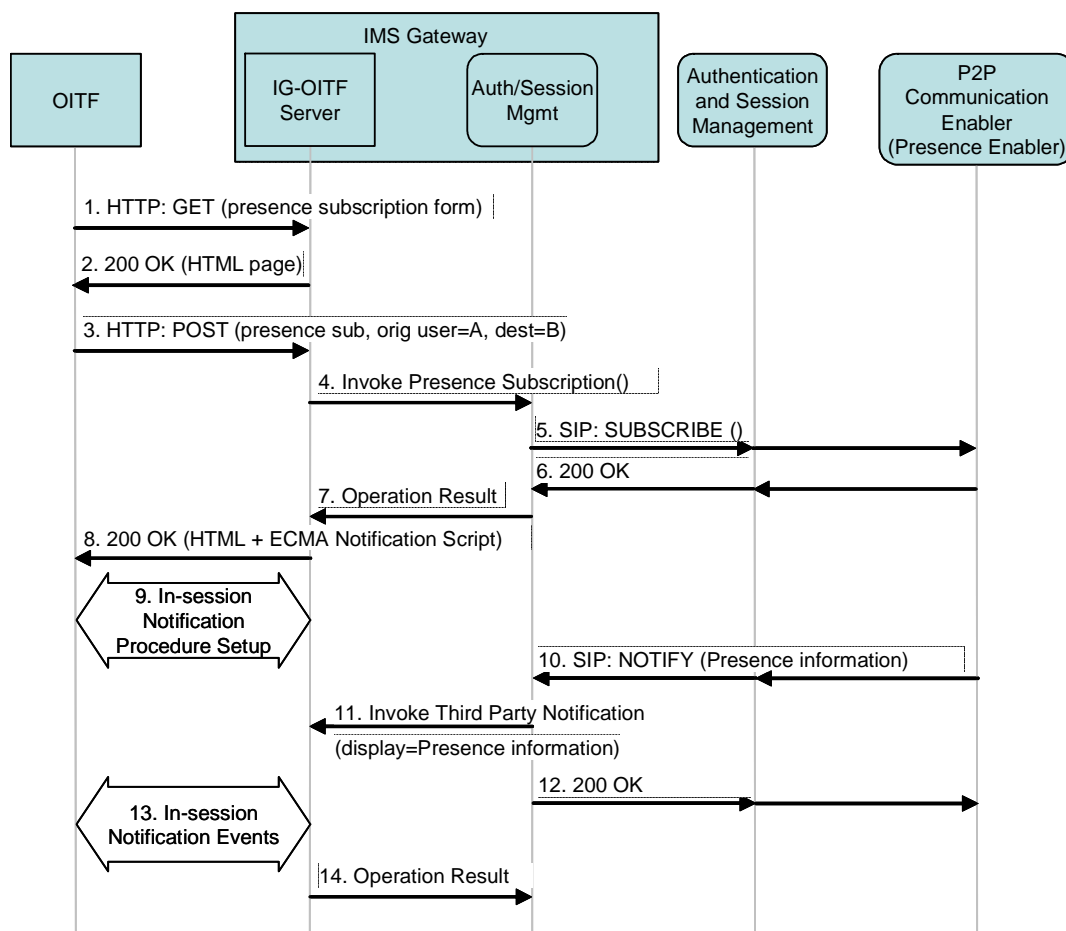 IMS Gateway
OITF
IG-OITF
Server
Auth/Session
Mgmt
Authentication
and Session
Management
P2P
Communication
Enabler
(Presence Enabler)
1. HTTP: GET (presence subscription form)
2. 200 OK (HTML page)
3. HTTP: POST (presence sub, orig user=A, dest=B)
4. Invoke Presence Subscription()
5. SIP: SUBSCRIBE ()
6. 200 OK
7. Operation Result
8. 200 OK (HTML + ECMA Notification Script)
9. In-session
Notification
Procedure Setup
10. SIP: NOTIFY (Presence information)
11. Invoke Third Party Notification
(display=Presence information)
12. 200 OK
13. In-session
Notification Events
14. Operation Result